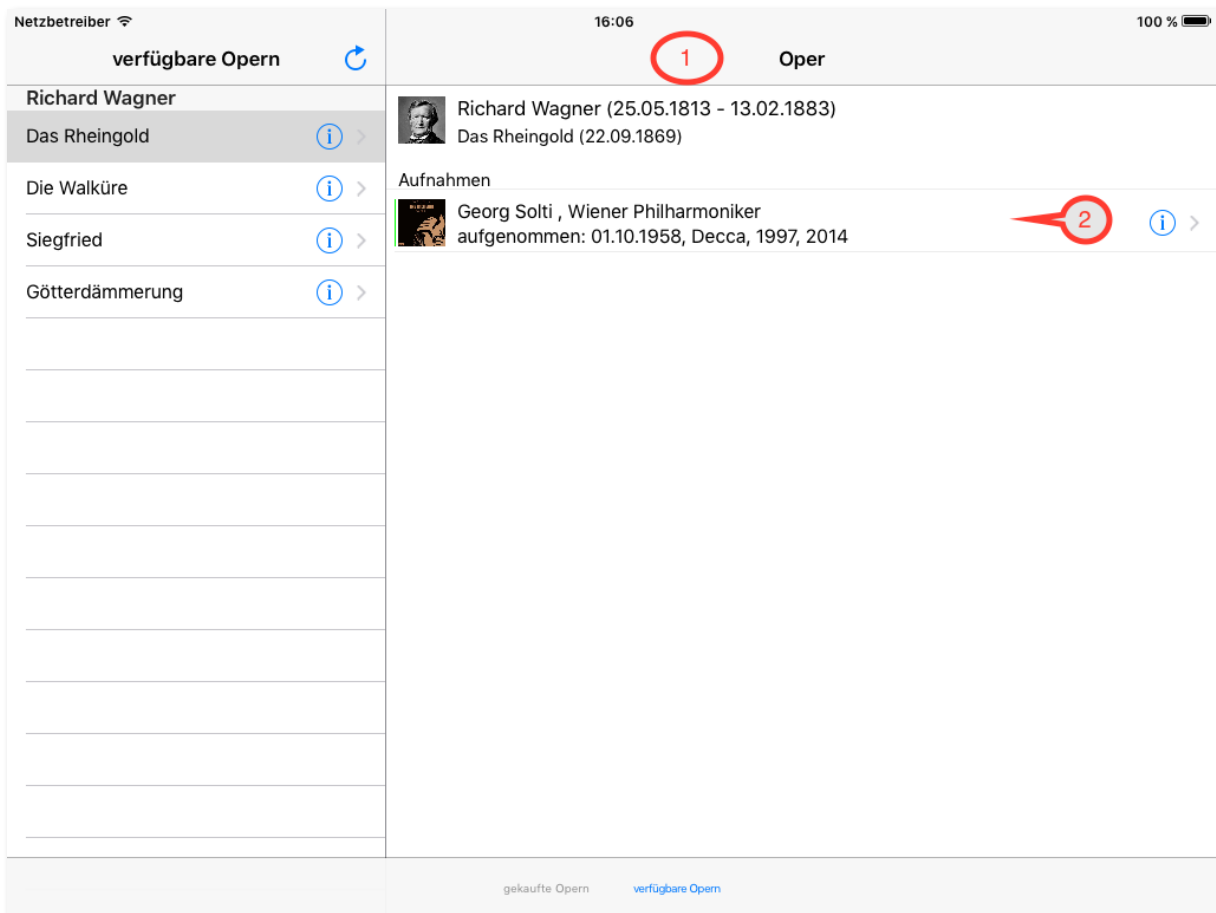 Netzbetreiber
16:06
100 %
verfügbare Opern
1
Oper
Richard Wagner
Das Rheingold
Die Walküre
Siegfried
Götterdämmerung
Richard Wagner (25.05.1813 - 13.02.1883)
Das Rheingold (22.09.1869)
Aufnahmen
Georg Solti , Wiener Philharmoniker
aufgenommen: 01.10.1958, Decca, 1997, 2014
2
gekaufte Opern
verfügbare Opern